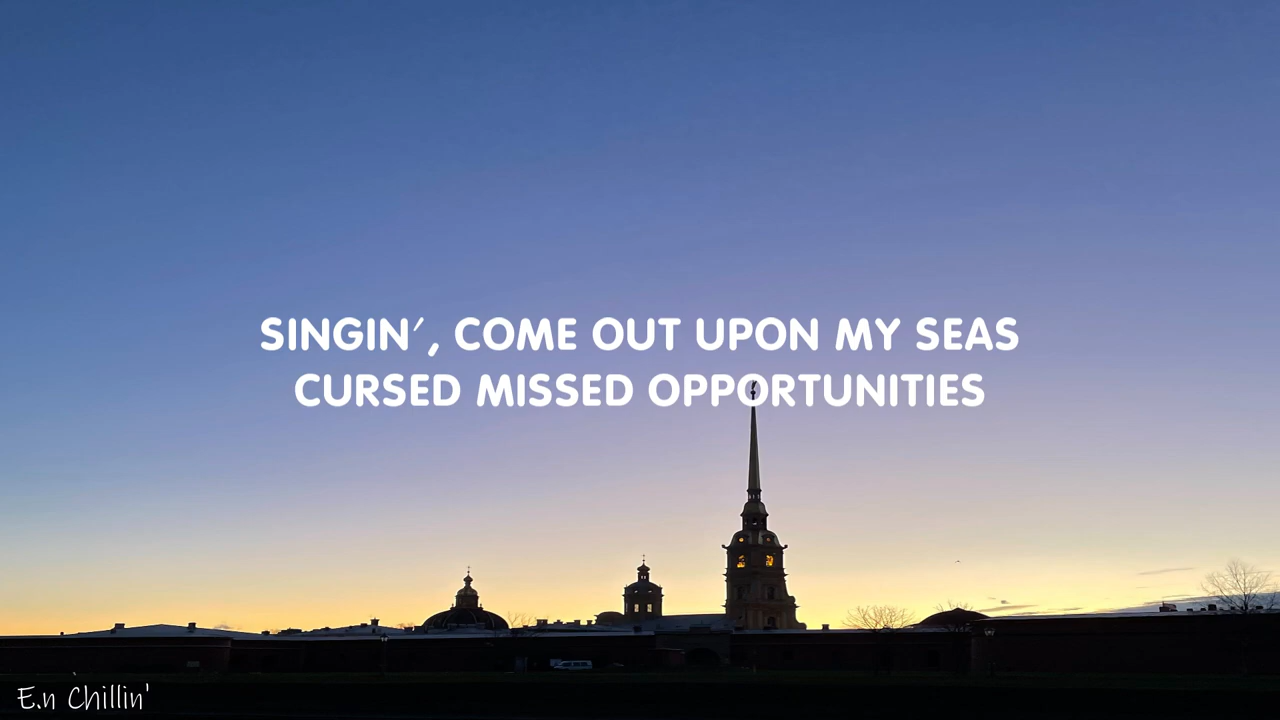 SINGIN′, COME OUT UPON MY SEAS
CURSED MISSED OPPORTUNITIES
E.n Chillin'